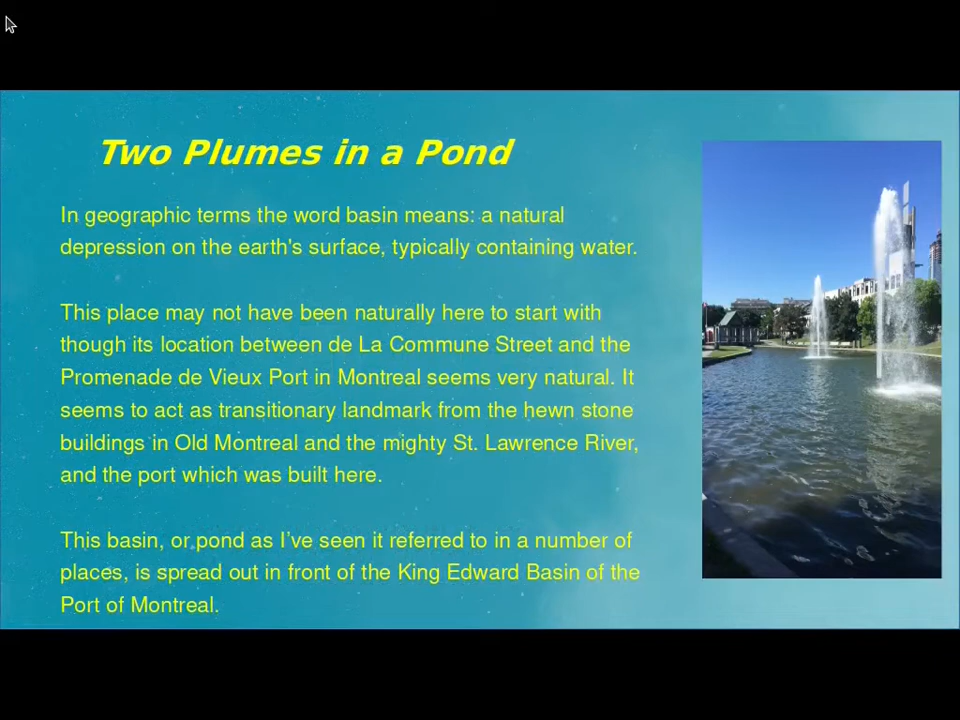 Two Plumes in a Pond
In geographic terms the word basin means: a natural
depression on the earth's surface, typically containing water.
This place may not have been naturally here to start with
though its location between de La Commune Street and the
Promenade de Vieux Port in Montreal seems very natural. It
seems to act as transitionary landmark from the hewn stone
buildings in Old Montreal and the mighty St. Lawrence River,
and the port which was built here.
This basin, or pond as I've seen it referred to in a number of
places, is spread out in front of the King Edward Basin of the
Port of Montreal.